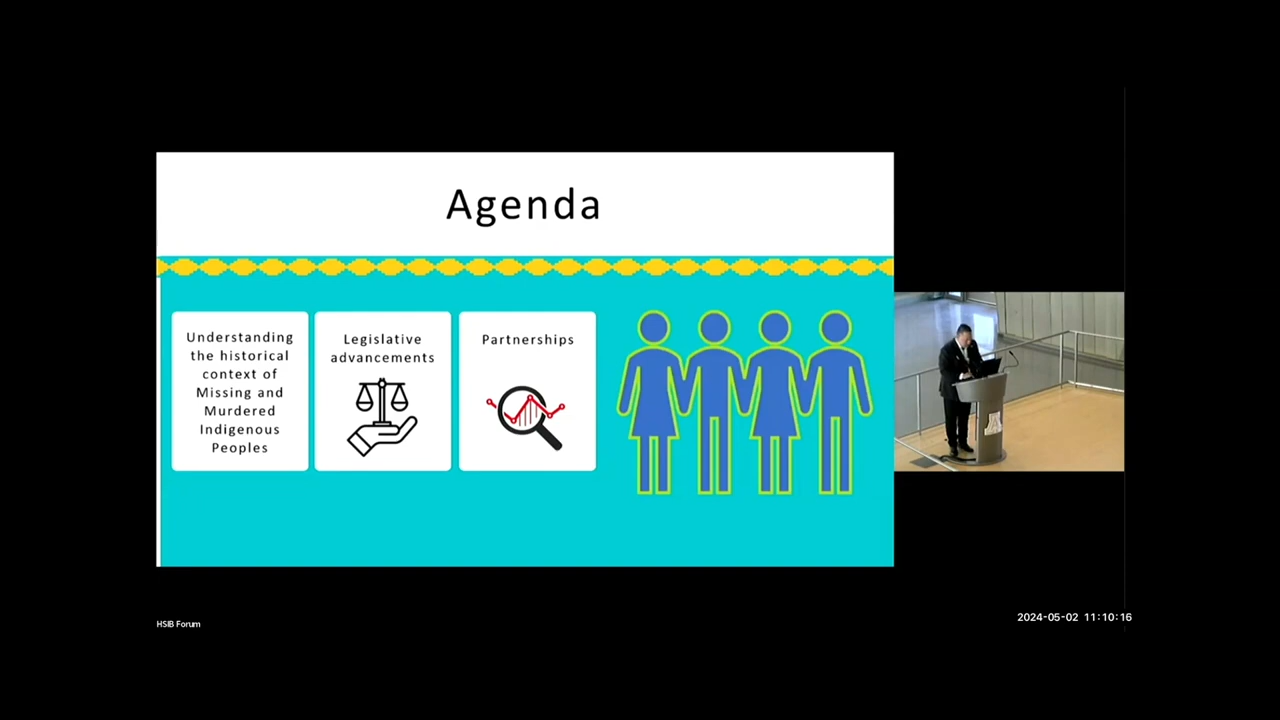 Agenda
Understanding
the historical
context of
Missing and
Murdered
Indigenous
Peoples
Legislative
advancements
Partnerships
HSIB Forum
2024-05-02 11:10:16